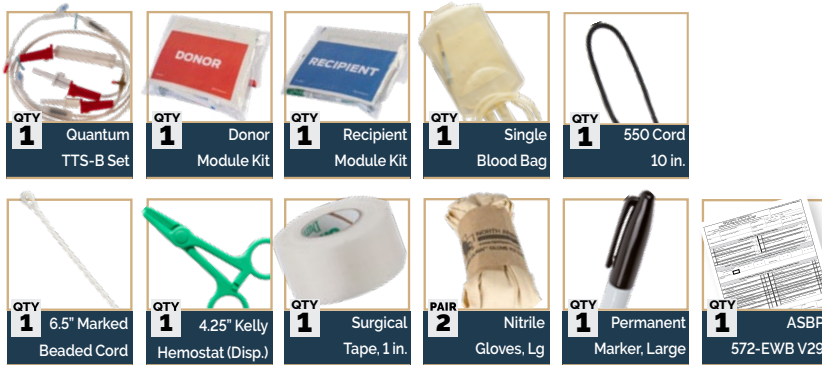 DONOR
RECIPIENT
QTY
1
Quantum
TTS-B Set
QTY
1
Donor
Module Kit
QTY
1
Recipient
Module Kit
QTY
1
Single
Blood Bag
QTY
1
550 Cord
10 in.
QTY
1
6.5” Marked
Beaded Cord
QTY
1
4.25” Kelly
Hemostat (Disp.)
QTY
1
Surgical
Tape, 1 in.
PAIR
2
Nitrile
Gloves, Lg
QTY
1
Permanent
Marker, Large
QTY
1
ASBP
572-EWB V29